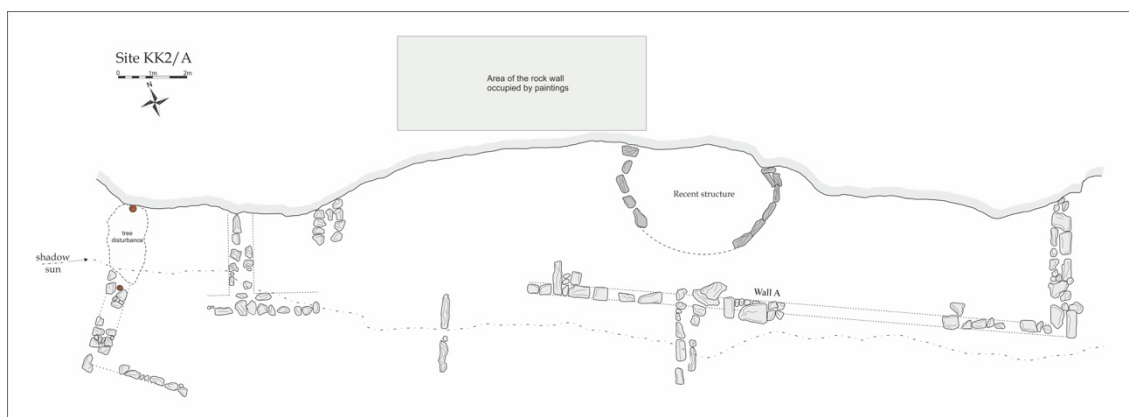 Site KK2/A
0 1m 2m
N
Area of the rock wall
occupied by paintings
Recent structure
tree
disturbance
shadow
sun
Wall A